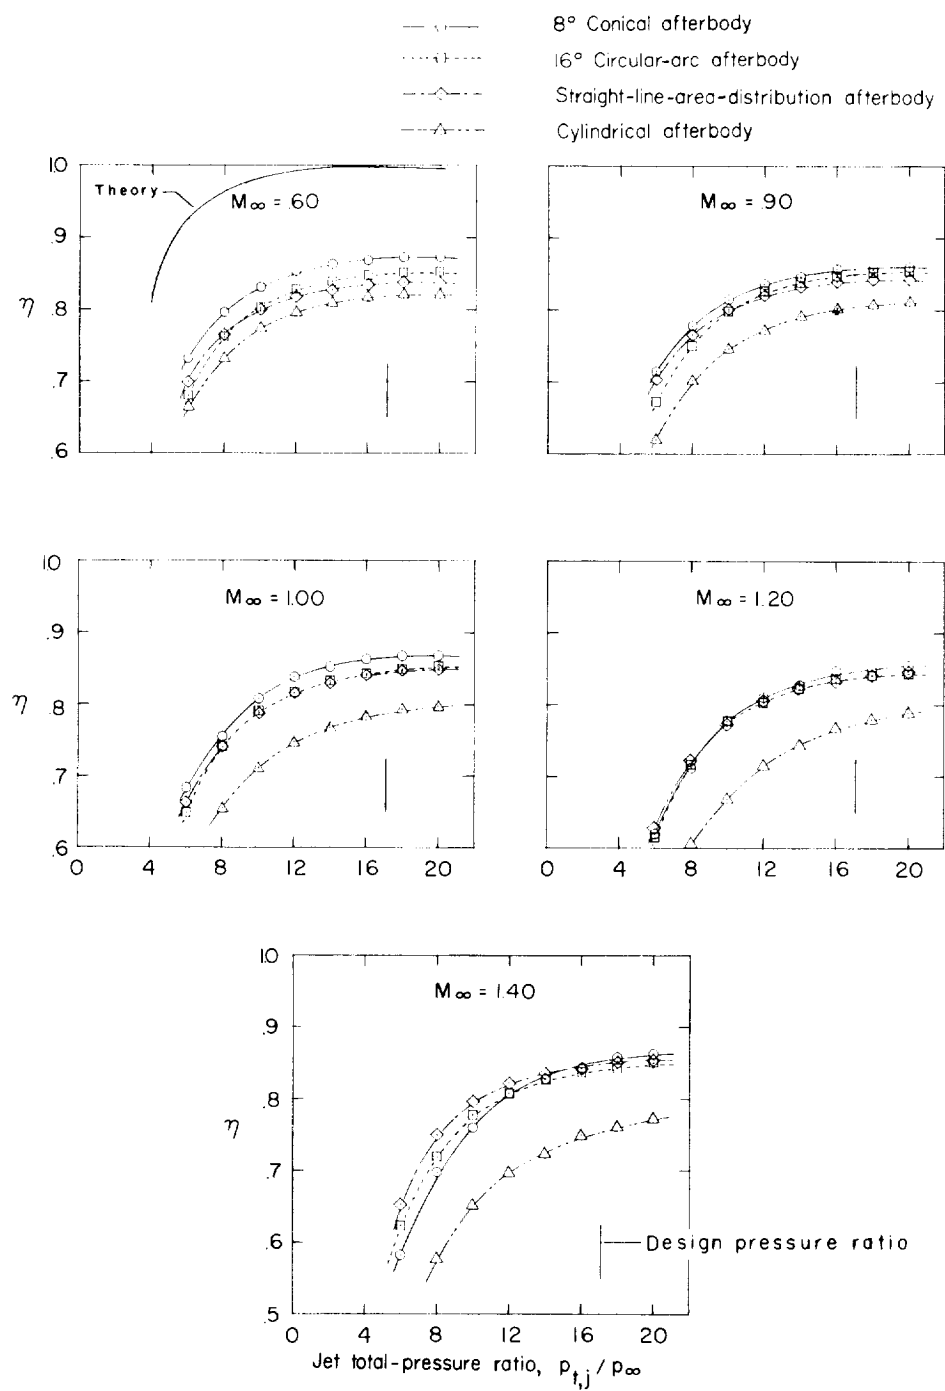 8° Conical afterbody
16° Circular-arc afterbody
Straight-line-area-distribution afterbody
Cylindrical afterbody
1.0
.9
.8
.7
.6
η
Theory
M∞ = .60
M∞ = .90
1.0
.9
.8
.7
.6
η
M∞ = 1.00
0 4 8 12 16 20
M∞ = 1.20
0 4 8 12 16 20
1.0
.9
.8
.7
.6
.5
η
M∞ = 1.40
Design pressure ratio
0 4 8 12 16 20
Jet total-pressure ratio, p_t,j / p∞